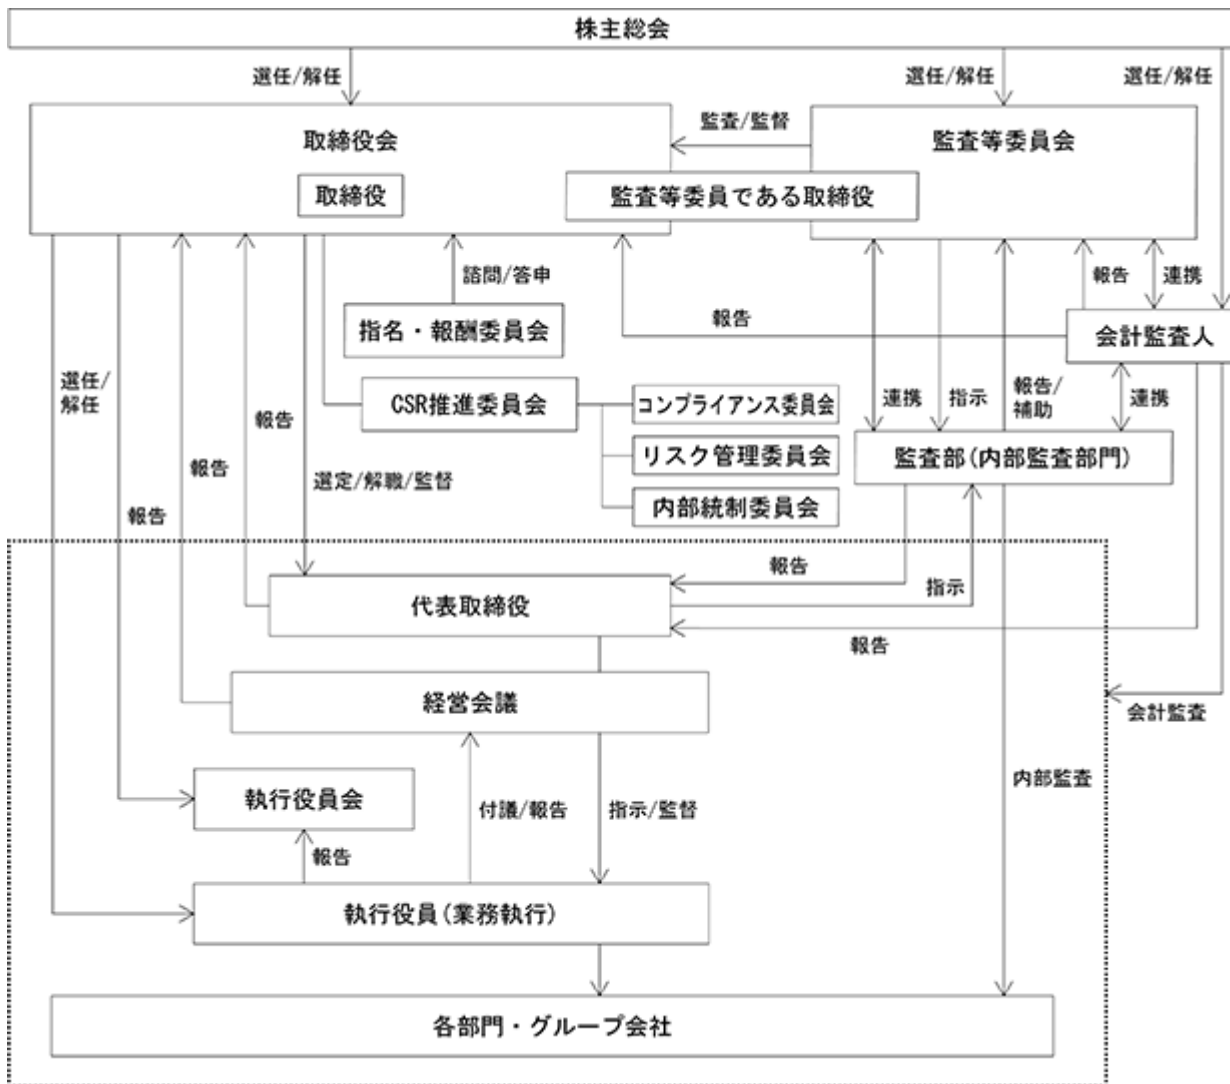 株主総会
選任/解任
選任/解任
選任/解任
取締役会
監査/監督
監査等委員会
取締役
監査等委員である取締役
諮問/答申
報告
連携
指名・報酬委員会
報告
会計監査人
選任/
解任
CSR推進委員会
コンプライアンス委員会
連携
指示
報告/
補助
連携
報告
リスク管理委員会
監査部(内部監査部門)
報告
選定/解職/監督
内部統制委員会
報告
報告
指示
代表取締役
報告
経営会議
会計監査
内部監査
執行役員会
付議/報告
指示/監督
報告
執行役員(業務執行)
各部門・グループ会社